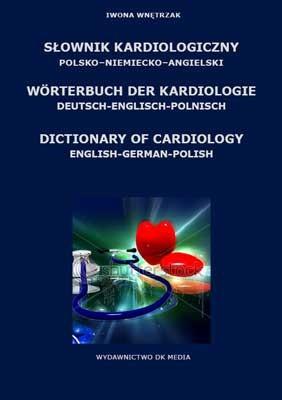 IWONA WNĘTRZAK
SŁOWNIK KARDIOLOGICZNY
POLSKO–NIEMIECKO–ANGIELSKI
WÖRTERBUCH DER KARDIOLOGIE
DEUTSCH-ENGLISCH-POLNISCH
DICTIONARY OF CARDIOLOGY
ENGLISH-GERMAN-POLISH
shutterstock
WYDAWNICTWO DK MEDIA